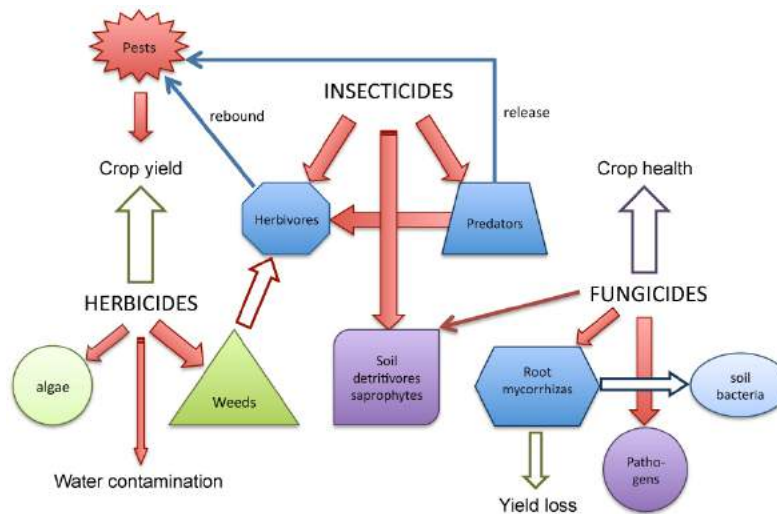 Pests
INSECTICIDES
rebound
release
Crop yield
Crop health
Herbivores
Predators
HERBICIDES
FUNGICIDES
algae
Weeds
Soil
detritivores
saprophytes
Root
mycorrhizas
soil
bacteria
Water contamination
Patho-
gens
Yield loss